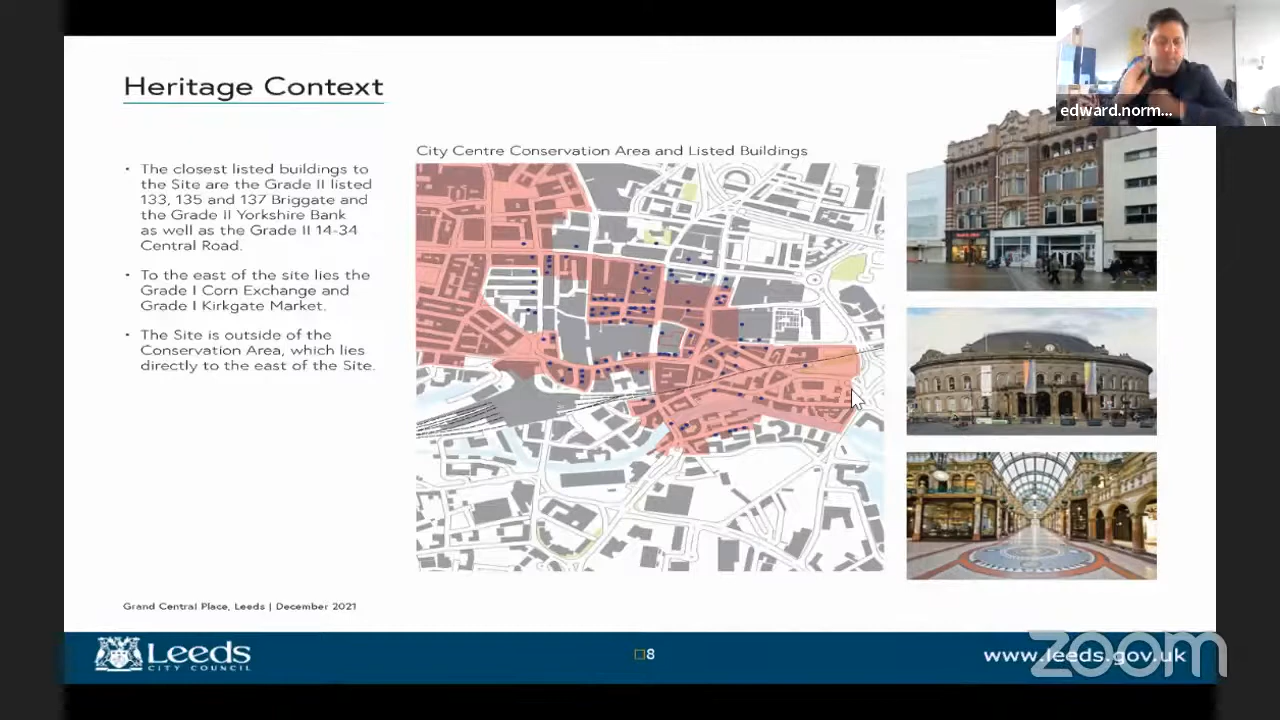 edward.norm...
Heritage Context
City Centre Conservation Area and Listed Buildings
• The closest listed buildings to
the Site are the Grade II listed
133, 135 and 137 Briggate and
the Grade II Yorkshire Bank
as well as the Grade II 14-34
Central Road.
• To the east of the site lies the
Grade I Corn Exchange and
Grade I Kirkgate Market.
• The Site is outside of the
Conservation Area, which lies
directly to the east of the Site.
Grand Central Place, Leeds | December 2021
Leeds
CITY COUNCIL
8
www.leeds.gov.uk
zoom